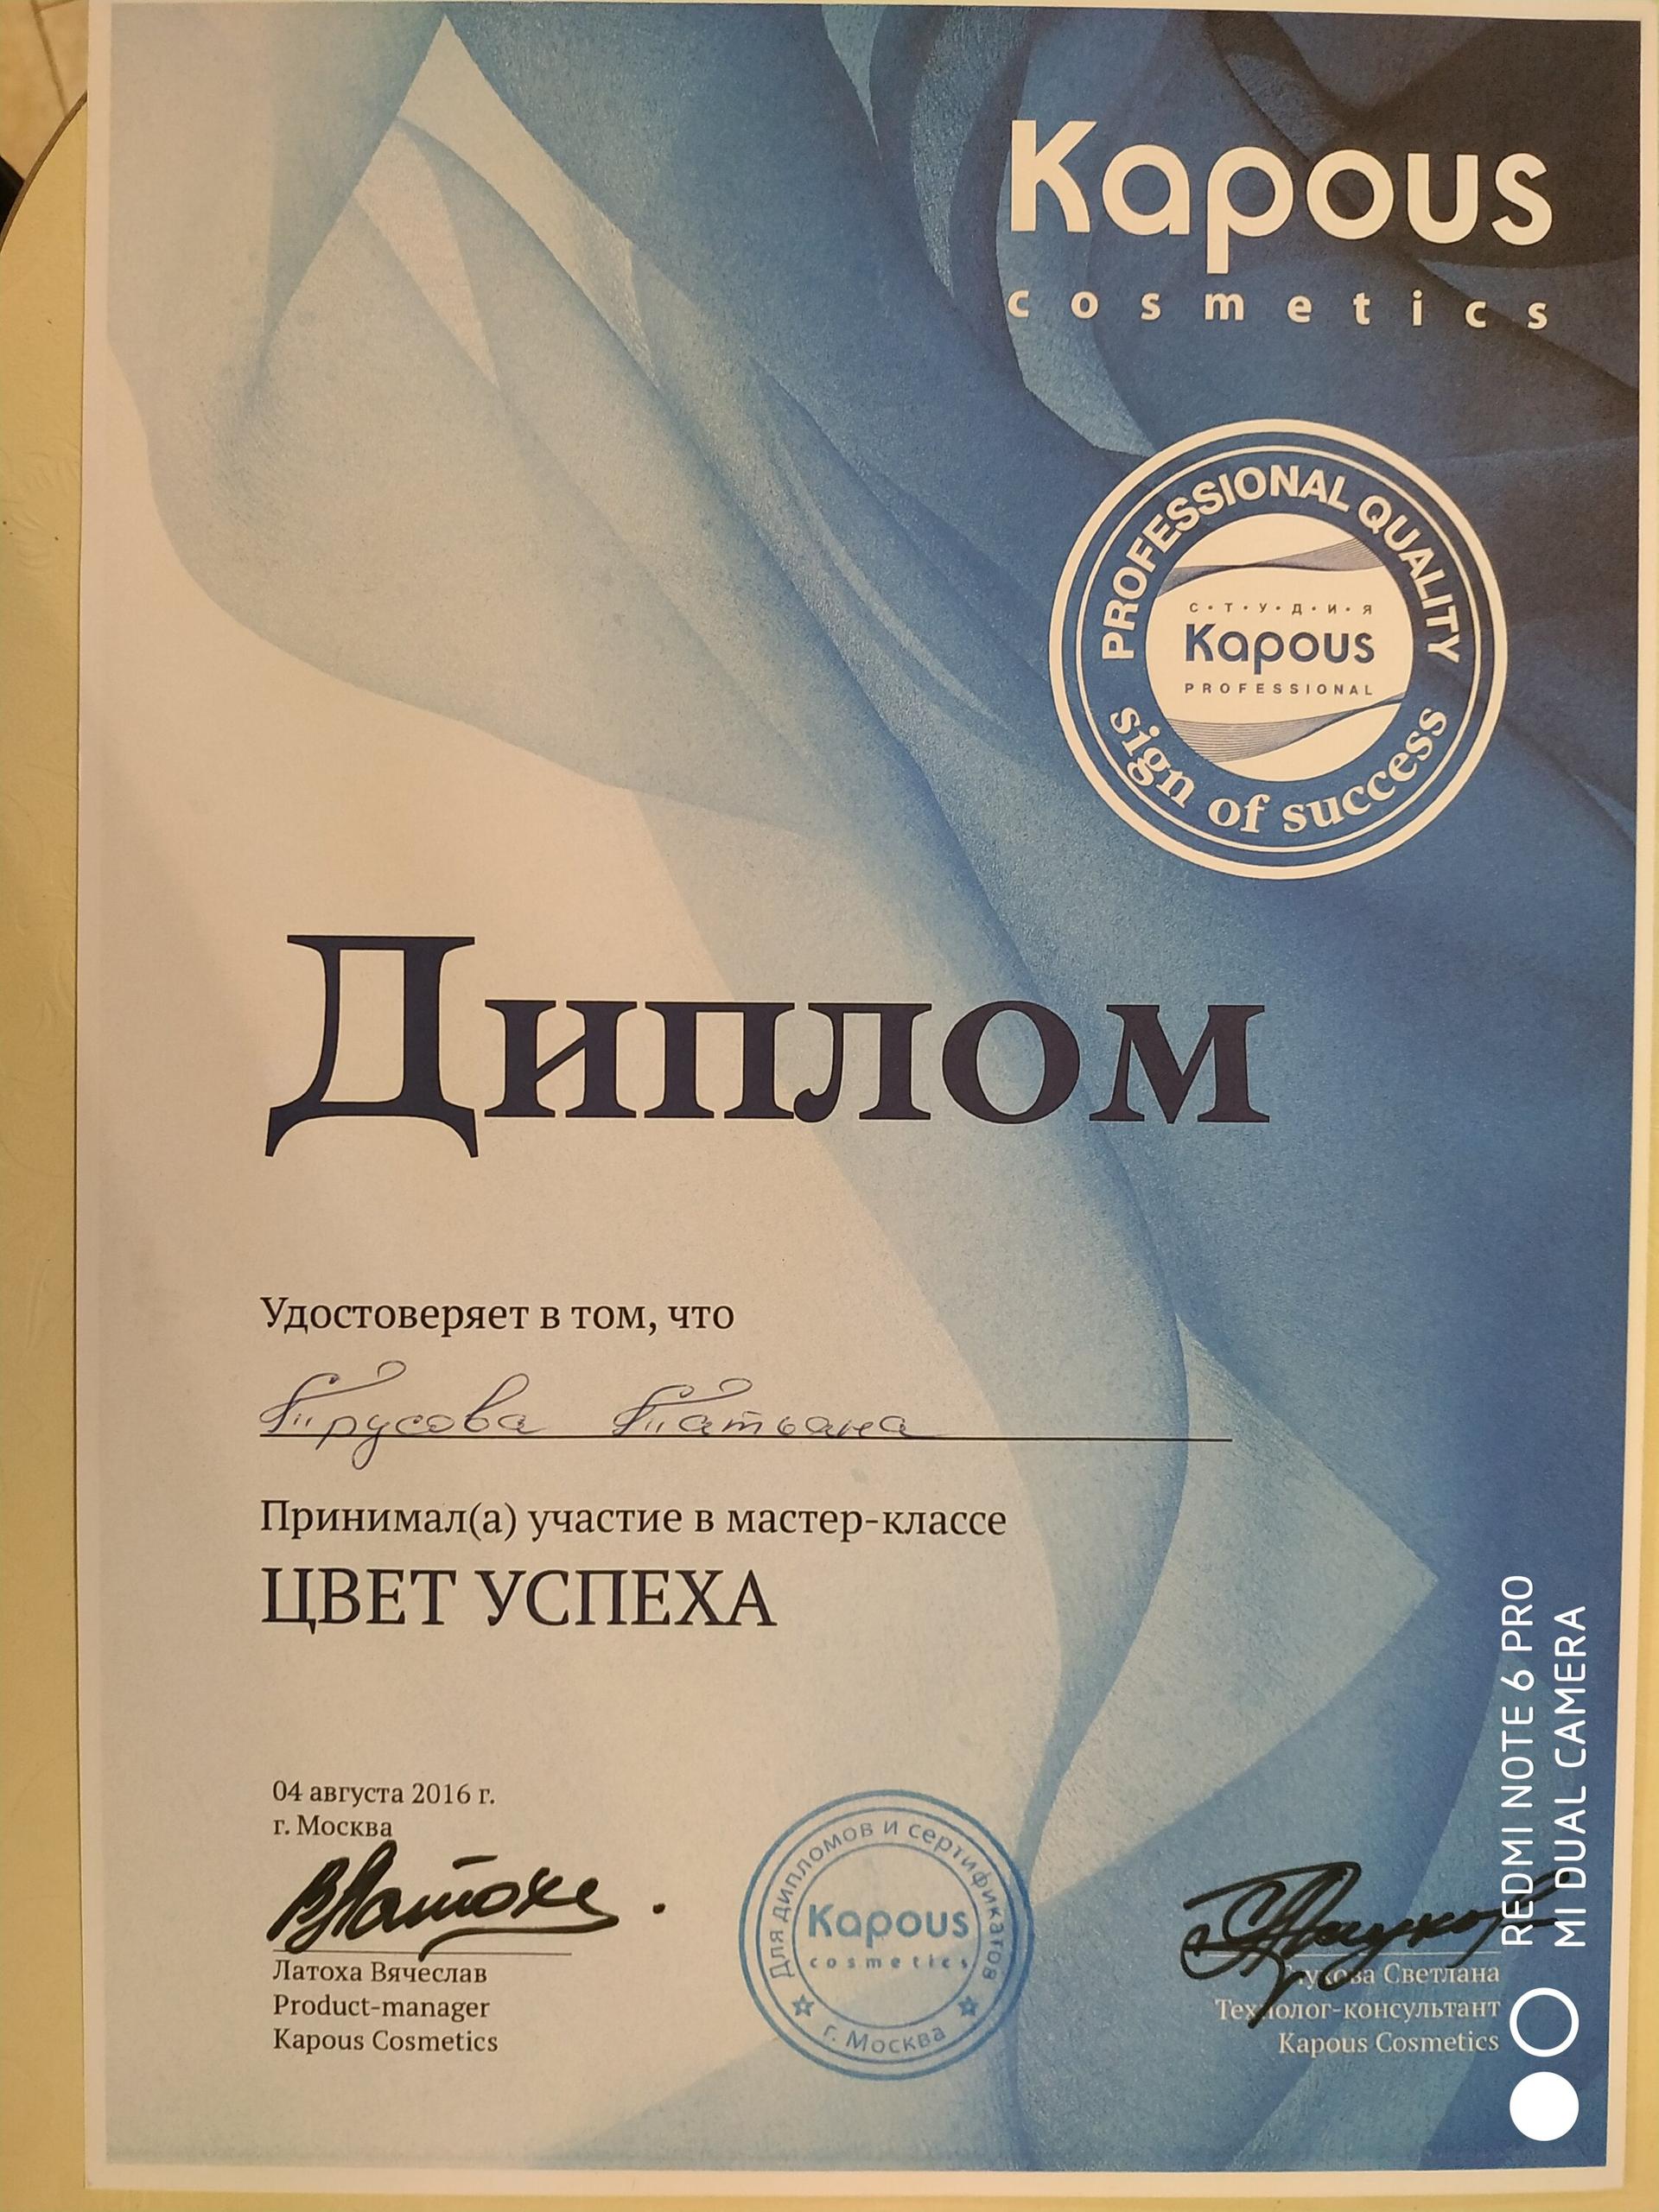 Kapous
cosmetics
PROFESSIONAL QUALITY
С·Т·У·Д·И·Я
Kapous
PROFESSIONAL
sign of success
Диплом
Удостоверяет в том, что
Трусова Татьана
Принимал(а) участие в мастер-классе
ЦВЕТ УСПЕХА
04 августа 2016 г.
г. Москва
Латоха Вячеслав
Product-manager
Kapous Cosmetics
Для дипломов и сертификатов
Kapous
cosmetics
г. Москва
Светлана
Технолог-консультант
Kapous Cosmetics
REDMI NOTE 6 PRO
MI DUAL CAMERA